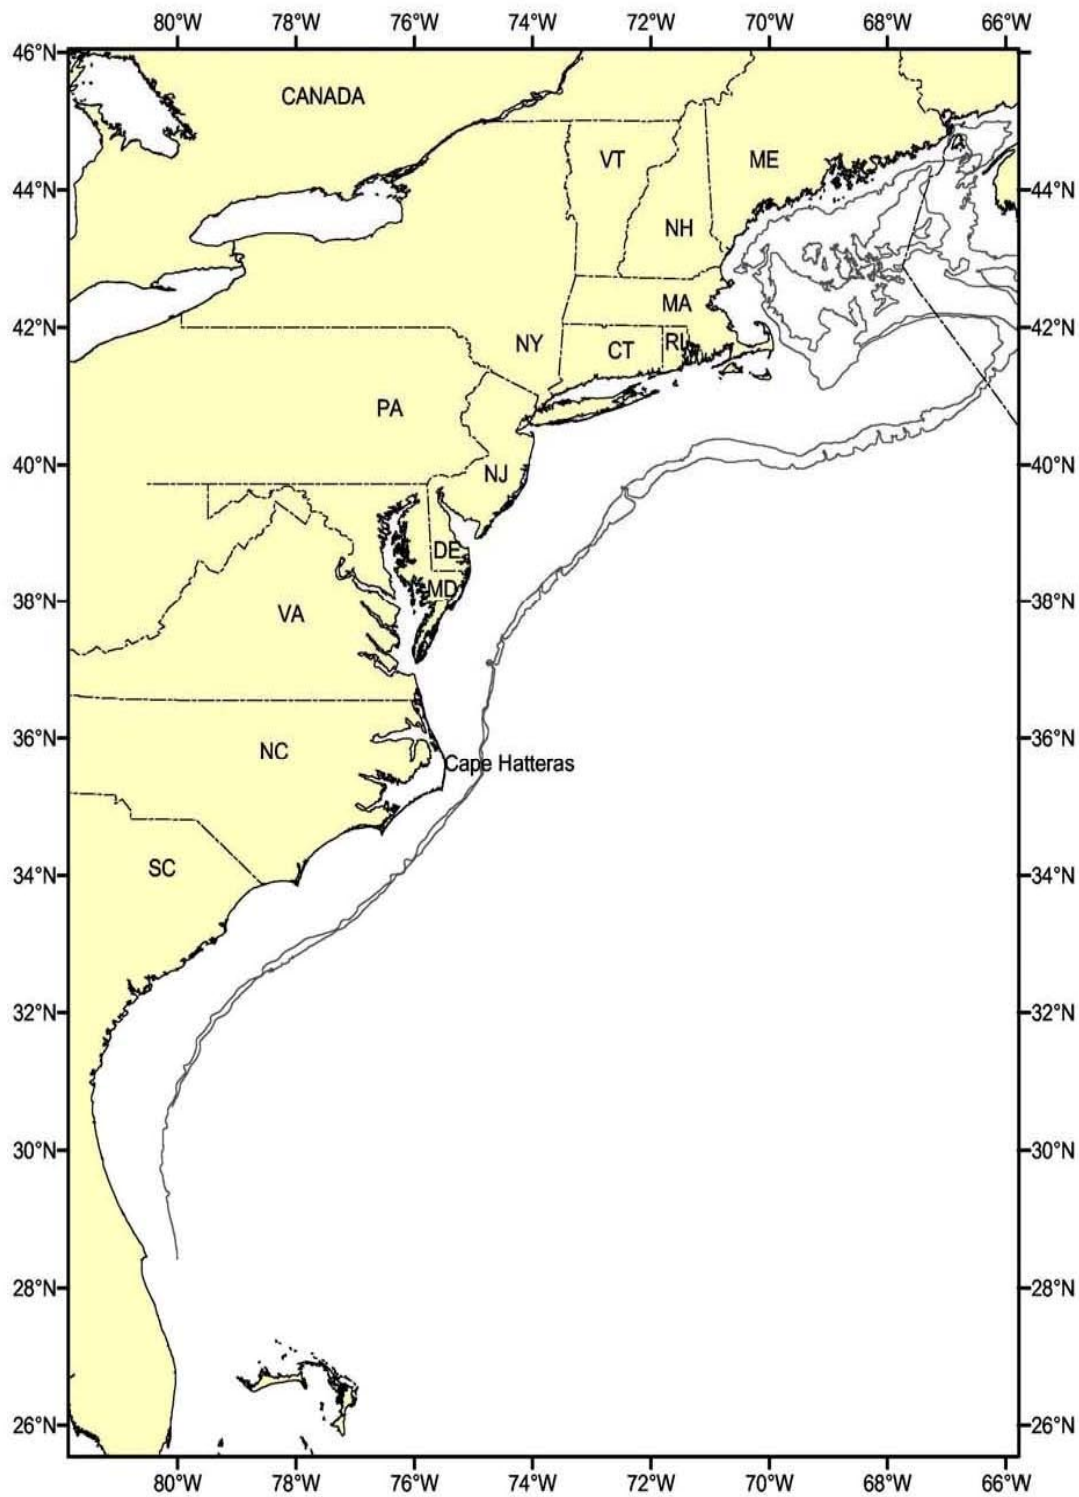 80°W 78°W 76°W 74°W 72°W 70°W 68°W 66°W
46°N
CANADA
VT ME
44°N 44°N
NH
MA
42°N 42°N
NY CT RI
PA
40°N 40°N
NJ
DE
MD
38°N 38°N
VA
36°N 36°N
NC
Cape Hatteras
SC
34°N 34°N
32°N 32°N
30°N 30°N
28°N 28°N
26°N 26°N
80°W 78°W 76°W 74°W 72°W 70°W 68°W 66°W